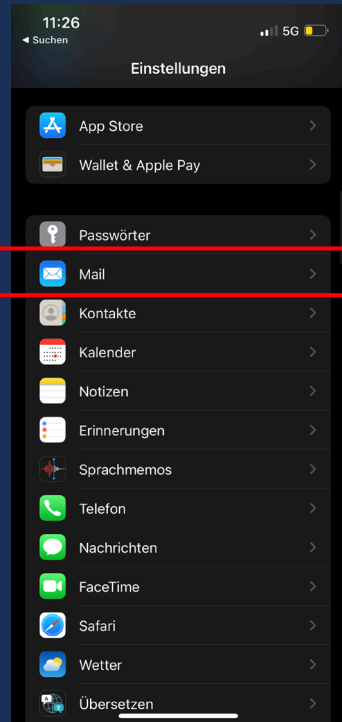 11:26
5G
◀ Suchen
Einstellungen
App Store
Wallet & Apple Pay
Passwörter
Mail
Kontakte
Kalender
Notizen
Erinnerungen
Sprachmemos
Telefon
Nachrichten
FaceTime
Safari
Wetter
Übersetzen